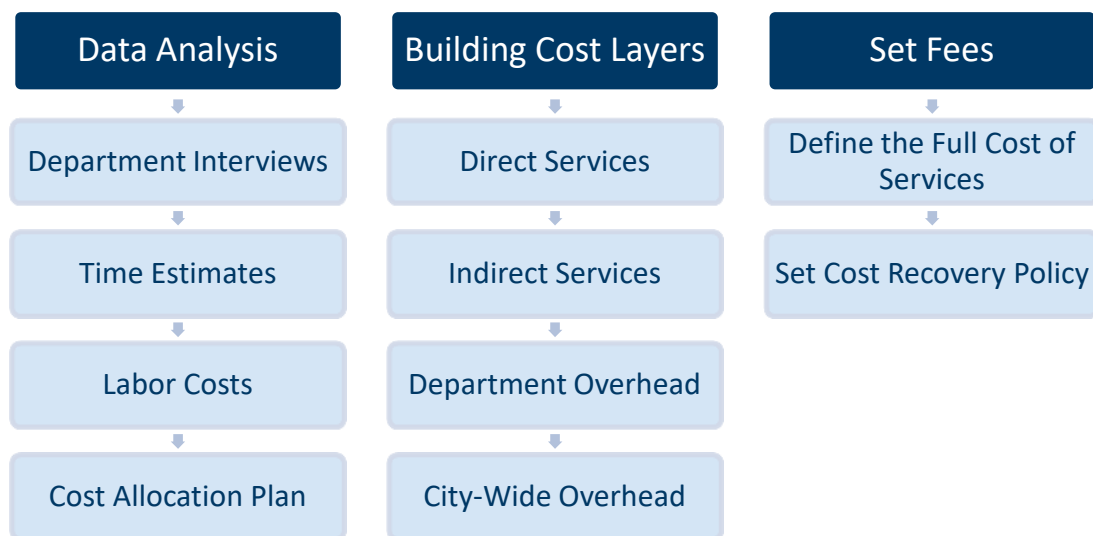 Data Analysis
Department Interviews
Time Estimates
Labor Costs
Cost Allocation Plan
Building Cost Layers
Direct Services
Indirect Services
Department Overhead
City-Wide Overhead
Set Fees
Define the Full Cost of
Services
Set Cost Recovery Policy